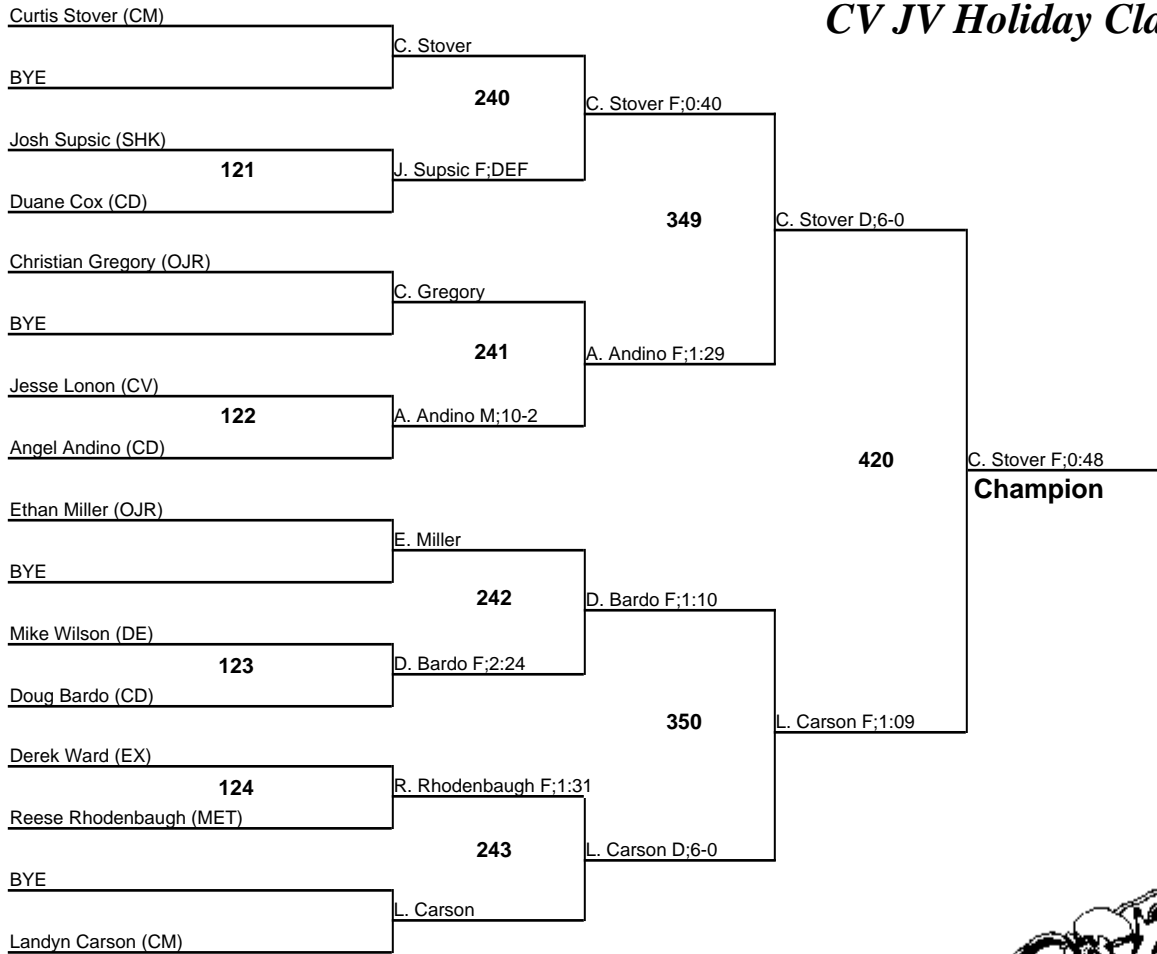 CV JV Holiday Cla
Curtis Stover (CM)
C. Stover
BYE
240
C. Stover F;0:40
Josh Supsic (SHK)
121
J. Supsic F;DEF
Duane Cox (CD)
349
C. Stover D;6-0
Christian Gregory (OJR)
C. Gregory
BYE
241
A. Andino F;1:29
Jesse Lonon (CV)
122
A. Andino M;10-2
Angel Andino (CD)
420
C. Stover F;0:48
Champion
Ethan Miller (OJR)
E. Miller
BYE
242
D. Bardo F;1:10
Mike Wilson (DE)
123
D. Bardo F;2:24
Doug Bardo (CD)
350
L. Carson F;1:09
Derek Ward (EX)
124
R. Rhodenbaugh F;1:31
Reese Rhodenbaugh (MET)
243
L. Carson D;6-0
BYE
L. Carson
Landyn Carson (CM)